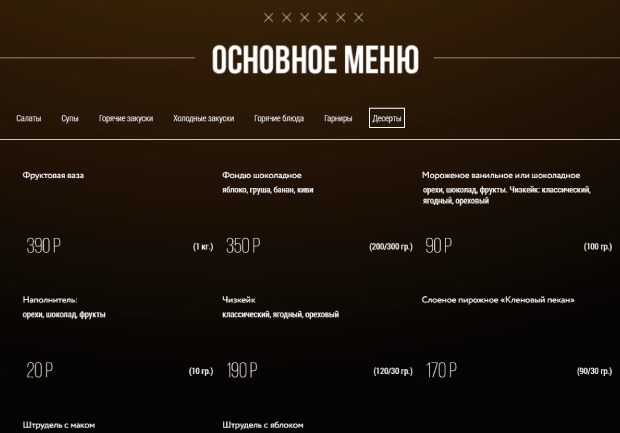 ОСНОВНОЕ МЕНЮ
Салаты Супы Горячие закуски Холодные закуски Горячие блюда Гарниры Десерты
Фруктовая ваза
390 Р (1 кг.)
Фондю шоколадное
яблоко, груша, банан, киви
350 Р (200/300 гр.)
Мороженое ванильное или шоколадное
орехи, шоколад, фрукты. Чизкейк: классический,
ягодный, ореховый
90 Р (100 гр.)
Наполнитель:
орехи, шоколад, фрукты
20 Р (10 гр.)
Чизкейк
классический, ягодный, ореховый
190 Р (120/30 гр.)
Слоеное пирожное «Кленовый пекан»
170 Р (90/30 гр.)
Штрудель с маком
Штрудель с яблоком